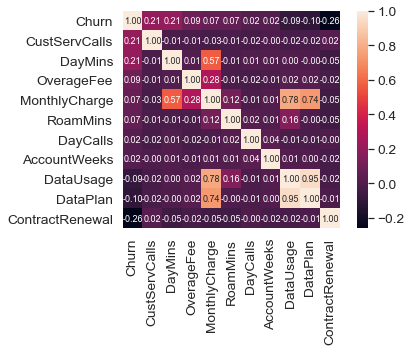 Churn 1.00 0.21 0.21 0.09 0.07 0.07 0.02 0.02 -0.09 -0.10 -0.26
CustServCalls 0.21 1.00 -0.01 -0.01 -0.03 -0.01 -0.02 -0.00 -0.02 -0.02 0.02
DayMins 0.21 -0.01 1.00 0.01 0.57 -0.01 0.01 0.01 0.00 -0.00 -0.05
OverageFee 0.09 -0.01 0.01 1.00 0.28 -0.01 -0.02 -0.01 0.02 0.02 -0.02
MonthlyCharge 0.07 -0.03 0.57 0.28 1.00 0.12 -0.01 0.01 0.78 0.74 -0.05
RoamMins 0.07 -0.01 -0.01 -0.01 0.12 1.00 0.02 0.01 0.16 -0.00 -0.05
DayCalls 0.02 -0.02 0.01 -0.02 -0.01 0.02 1.00 0.04 -0.01 -0.01 -0.00
AccountWeeks 0.02 -0.00 0.01 -0.01 0.01 0.01 0.04 1.00 0.01 0.00 -0.02
DataUsage -0.09 -0.02 0.00 0.02 0.78 0.16 -0.01 0.01 1.00 0.95 -0.02
DataPlan -0.10 -0.02 -0.00 0.02 0.74 -0.00 -0.01 0.00 0.95 1.00 -0.01
ContractRenewal -0.26 0.02 -0.05 -0.02 -0.05 -0.05 -0.00 -0.02 -0.02 -0.01 1.00
Churn
CustServCalls
DayMins
OverageFee
MonthlyCharge
RoamMins
DayCalls
AccountWeeks
DataUsage
DataPlan
ContractRenewal
1.0
0.8
0.6
0.4
0.2
0.0
-0.2